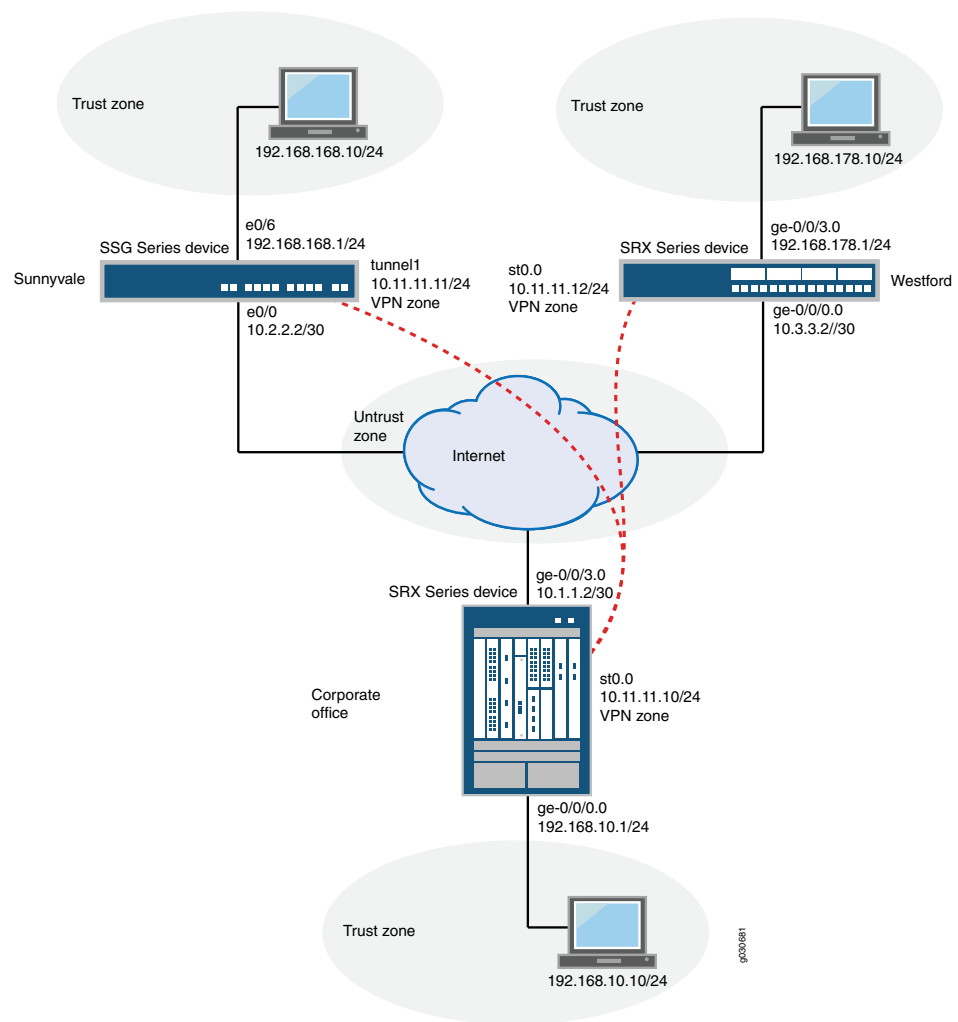 Trust zone
192.168.168.10/24
Trust zone
192.168.178.10/24
e0/6
192.168.168.1/24
SSG Series device
Sunnyvale
tunnel1
10.11.11.11/24
VPN zone
e0/0
10.2.2.2/30
ge-0/0/3.0
192.168.178.1/24
SRX Series device
st0.0
10.11.11.12/24
VPN zone
Westford
ge-0/0/0.0
10.3.3.2//30
Untrust
zone
Internet
ge-0/0/3.0
10.1.1.2/30
SRX Series device
Corporate
office
st0.0
10.11.11.10/24
VPN zone
ge-0/0/0.0
192.168.10.1/24
Trust zone
192.168.10.10/24
g030681